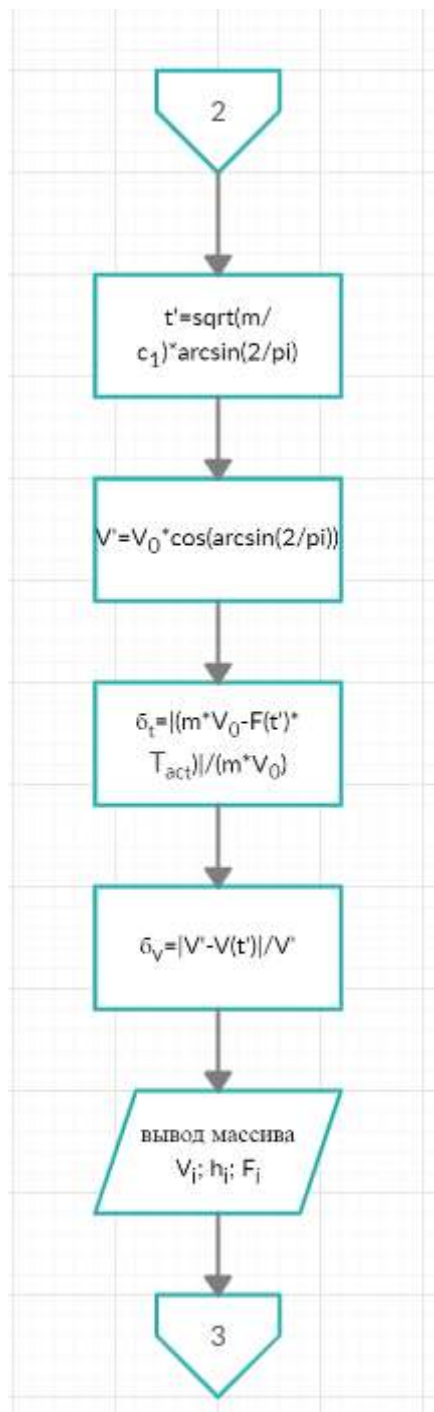 2
t'=sqrt(m/
c₁)*arcsin(2/pi)
V'=V₀*cos(arcsin(2/pi))
δₜ=|(m*V₀-F(t')*
T_act)|/(m*V₀)
δᵥ=|V'-V(t')|/V'
вывод массива
Vᵢ; hᵢ; Fᵢ
3